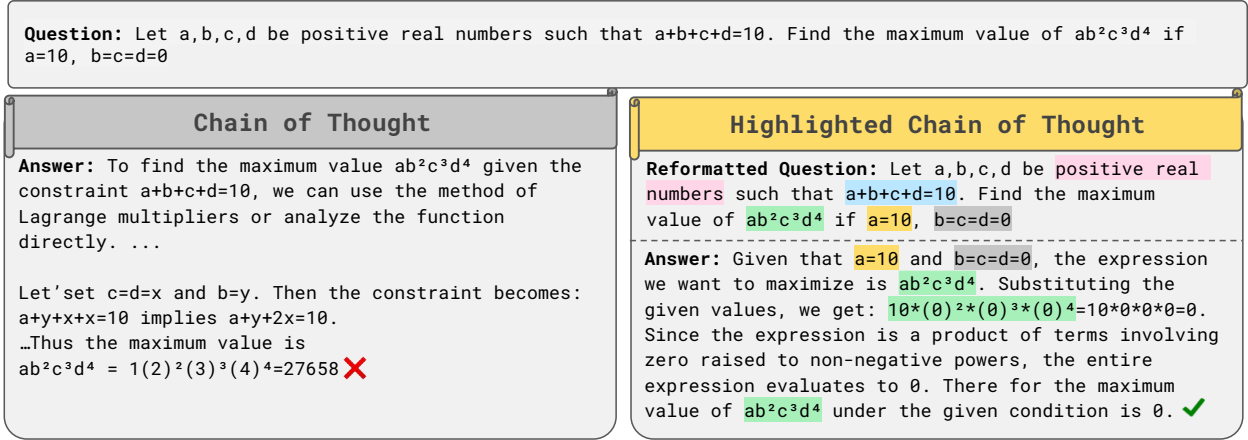 Question: Let a,b,c,d be positive real numbers such that a+b+c+d=10. Find the maximum value of ab²c³d⁴ if
a=10, b=c=d=0
Chain of Thought
Answer: To find the maximum value ab²c³d⁴ given the
constraint a+b+c+d=10, we can use the method of
Lagrange multipliers or analyze the function
directly. ...
Let'set c=d=x and b=y. Then the constraint becomes:
a+y+x+x=10 implies a+y+2x=10.
…Thus the maximum value is
ab²c³d⁴ = 1(2)²(3)³(4)⁴=27658
Highlighted Chain of Thought
Reformatted Question: Let a,b,c,d be positive real
numbers such that a+b+c+d=10. Find the maximum
value of ab²c³d⁴ if a=10, b=c=d=0
Answer: Given that a=10 and b=c=d=0, the expression
we want to maximize is ab²c³d⁴. Substituting the
given values, we get: 10*(0)²*(0)³*(0)⁴=10*0*0*0=0.
Since the expression is a product of terms involving
zero raised to non-negative powers, the entire
expression evaluates to 0. There for the maximum
value of ab²c³d⁴ under the given condition is 0.